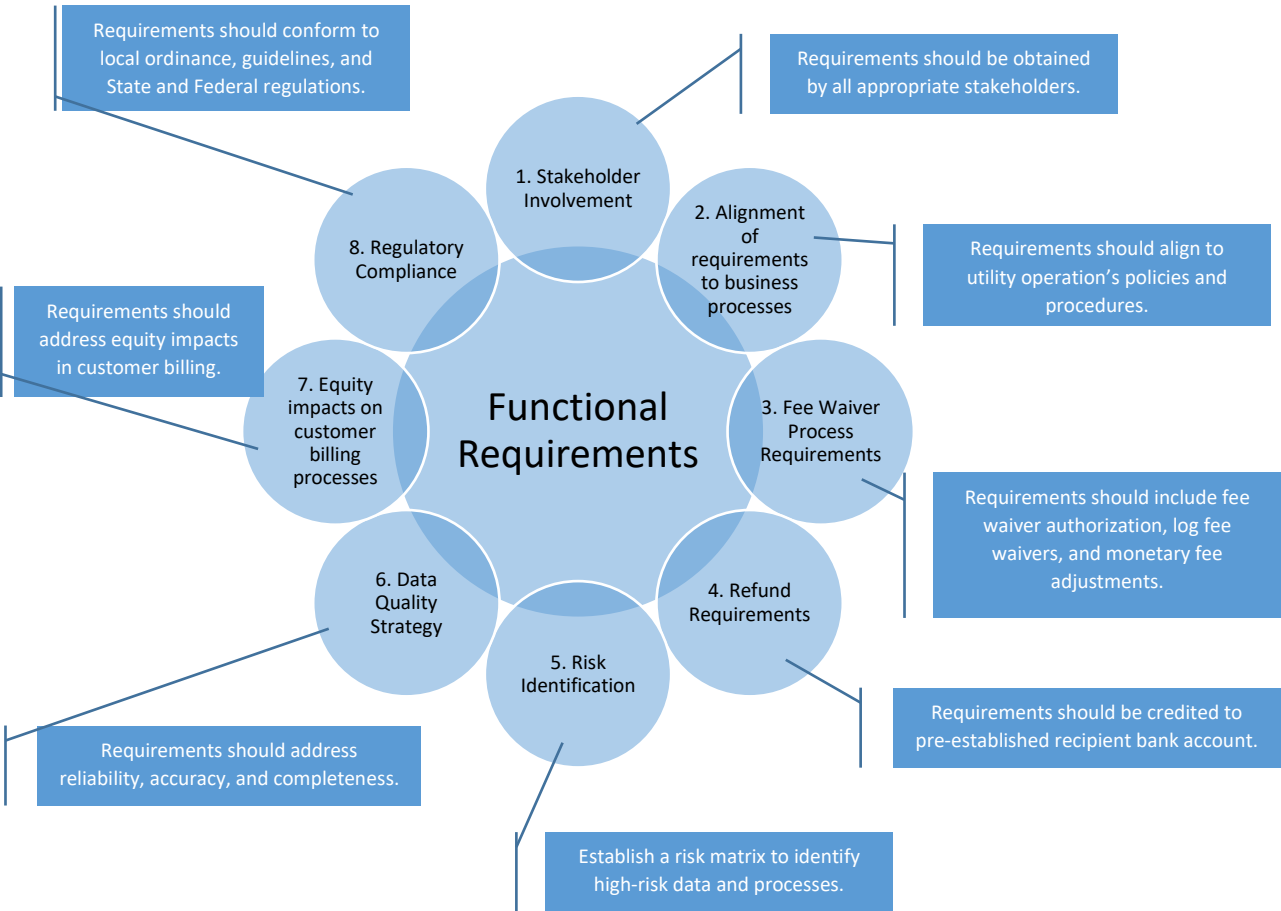 Requirements should conform to
local ordinance, guidelines, and
State and Federal regulations.
Requirements should be obtained
by all appropriate stakeholders.
1. Stakeholder
Involvement
2. Alignment
of
requirements
to business
processes
8. Regulatory
Compliance
Requirements should align to
utility operation’s policies and
procedures.
Requirements should
address equity impacts
in customer billing.
7. Equity
impacts on
customer
billing
processes
Functional
Requirements
3. Fee Waiver
Process
Requirements
Requirements should include fee
waiver authorization, log fee
waivers, and monetary fee
adjustments.
6. Data
Quality
Strategy
4. Refund
Requirements
5. Risk
Identification
Requirements should be credited to
pre-established recipient bank account.
Requirements should address
reliability, accuracy, and completeness.
Establish a risk matrix to identify
high-risk data and processes.